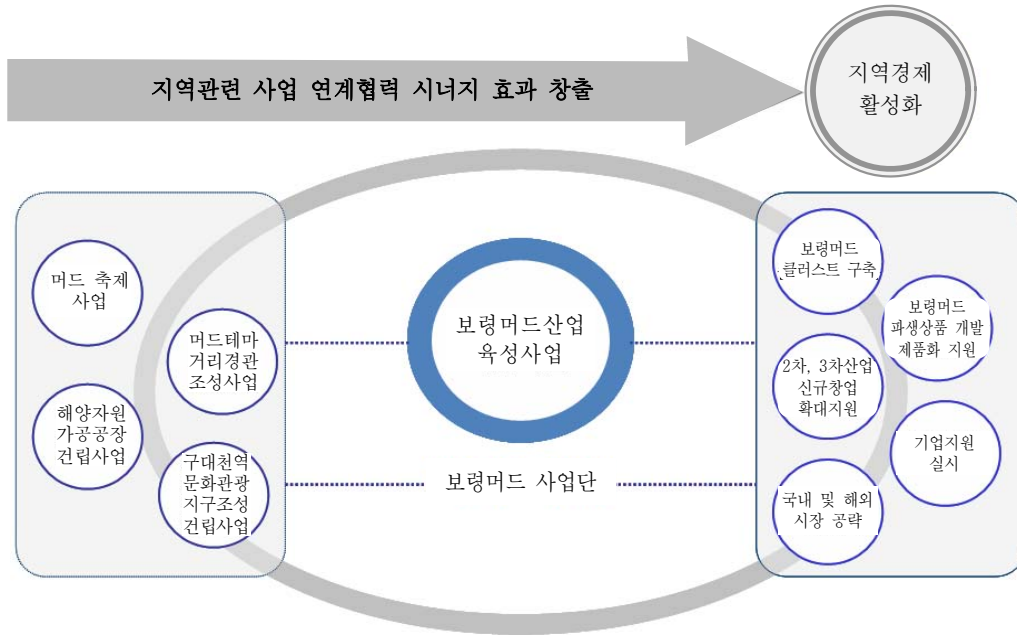 지역관련 사업 연계협력 시너지 효과 창출
지역경제
활성화
머드 축제
사업
머드테마
거리경관
조성사업
해양자원
가공공장
건립사업
구대천역
문화관광
지구조성
건립사업
보령머드산업
육성사업
보령머드 사업단
보령머드
클러스트 구축
보령머드
파생상품 개발
제품화 지원
2차, 3차산업
신규창업
확대지원
기업지원
실시
국내 및 해외
시장 공략